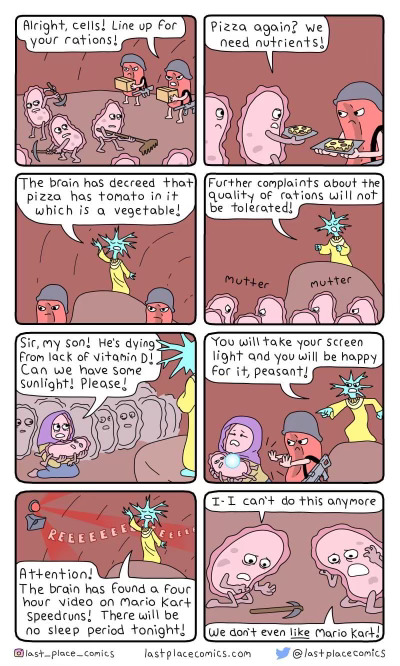 Alright, cells! Line up for
your rations!
Pizza again? We
need nutrients!
The brain has decreed that
pizza has tomato in it
which is a vegetable!
Further complaints about the
quality of rations will not
be tolerated!
mutter
mutter
Sir, my son! He's dying
from lack of vitamin D!
Can we have some
sunlight! Please!
You will take your screen
light and you will be happy
for it, peasant!
REEEEEEEEEEEE
Attention!
The brain has found a four
hour video on Mario Kart
Speedruns! There will be
no sleep period tonight!
I-I can't do this anymore
We don't even like Mario Kart!
@last_place_comics
lastplacecomics.com
@lastplacecomics